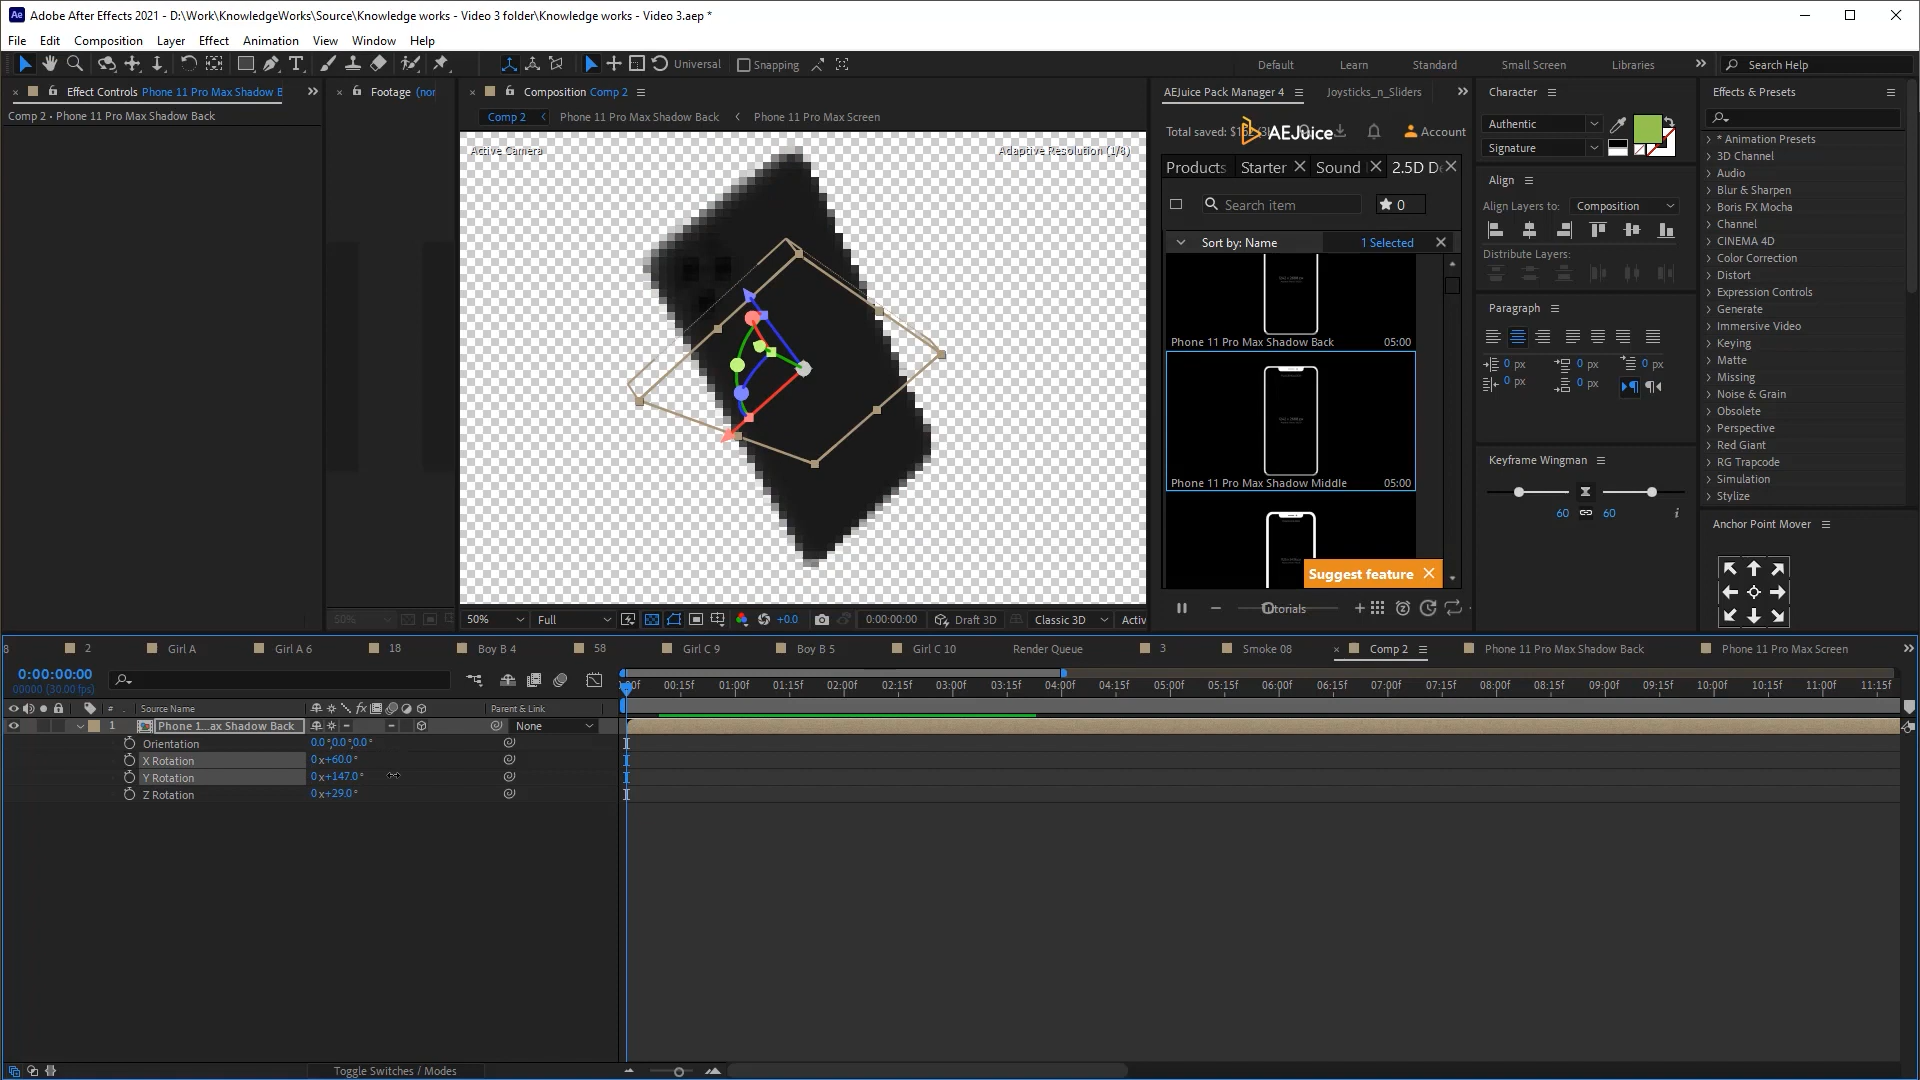 Adobe After Effects 2021 - D:\Work\KnowledgeWorks\Source\Knowledge works - Video 3 folder\Knowledge works - Video 3.aep *
File Edit Composition Layer Effect Animation View Window Help
Universal Snapping Default Learn Standard Small Screen Libraries Search Help
Effect Controls Phone 11 Pro Max Shadow B
Footage (nor
Composition Comp 2
AEJuice Pack Manager 4 Joysticks_n_Sliders
Character
Effects & Presets
Comp 2 • Phone 11 Pro Max Shadow Back
Comp 2 Phone 11 Pro Max Shadow Back Phone 11 Pro Max Screen
Active Camera
Adaptive Resolution (1/8)
Total saved:
AEJuice
Account
Products Starter Sound 2.5D D
Search item
0
Sort by: Name 1 Selected
Phone 11 Pro Max Shadow Back 05:00
Phone 11 Pro Max Shadow Middle 05:00
Suggest feature
Authentic
Signature
Align
Align Layers to: Composition
Distribute Layers:
Paragraph
0 px 0 px 0 px
0 px 0 px
Keyframe Wingman
60 60
* Animation Presets
3D Channel
Audio
Blur & Sharpen
Boris FX Mocha
Channel
CINEMA 4D
Color Correction
Distort
Expression Controls
Generate
Immersive Video
Keying
Matte
Missing
Noise & Grain
Obsolete
Perspective
Red Giant
RG Trapcode
Simulation
Stylize
Anchor Point Mover
50%
50% Full +0.0 0:00:00:00 Draft 3D Classic 3D Activ
8 2 Girl A Girl A 6 18 Boy B 4 58 Girl C 9 Boy B 5 Girl C 10 Render Queue 3 Smoke 08 Comp 2 Phone 11 Pro Max Shadow Back Phone 11 Pro Max Screen
0:00:00:00
00000 (30.00 fps)
00:15f 01:00f 01:15f 02:00f 02:15f 03:00f 03:15f 04:00f 04:15f 05:00f 05:15f 06:00f 06:15f 07:00f 07:15f 08:00f 08:15f 09:00f 09:15f 10:00f 10:15f 11:00f 11:15f
# Source Name Parent & Link
1 Phone 1...ax Shadow Back None
Orientation 0.0°,0.0°,0.0°
X Rotation 0x+60.0°
Y Rotation 0x+147.0°
Z Rotation 0x+29.0°
Toggle Switches / Modes